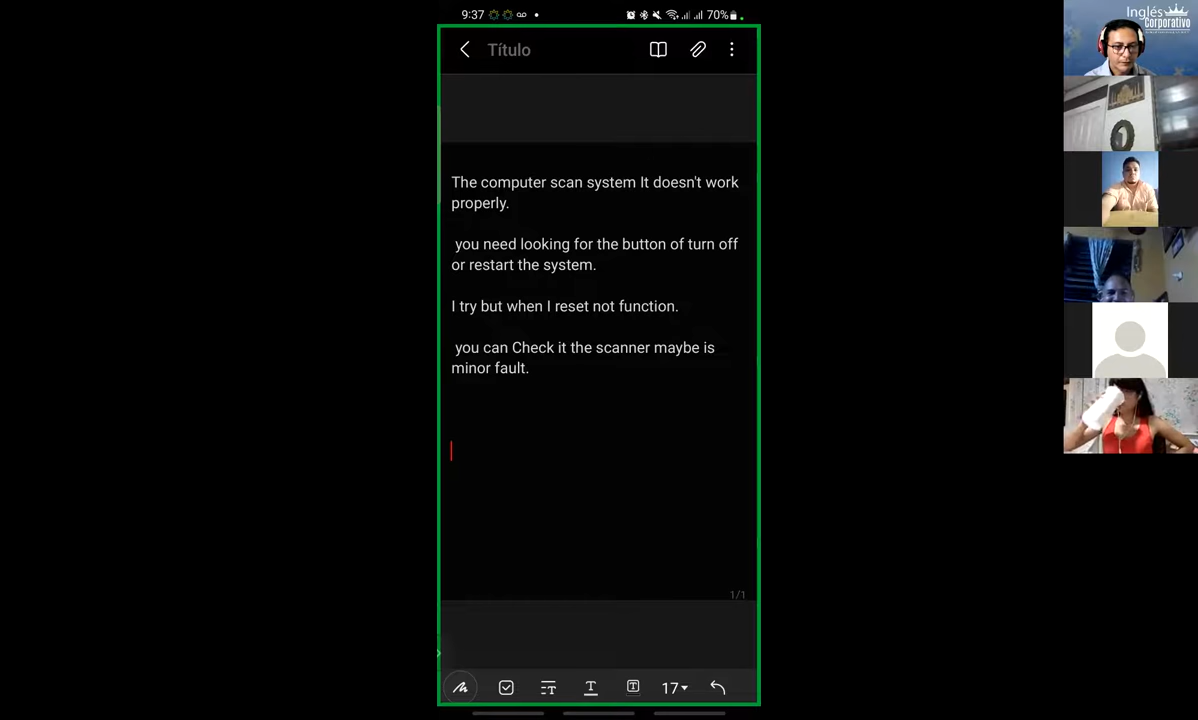 9:37
70%
Título
The computer scan system It doesn't work
properly.
you need looking for the button of turn off
or restart the system.
I try but when I reset not function.
you can Check it the scanner maybe is
minor fault.
1/1
17
Inglés
Corporativo